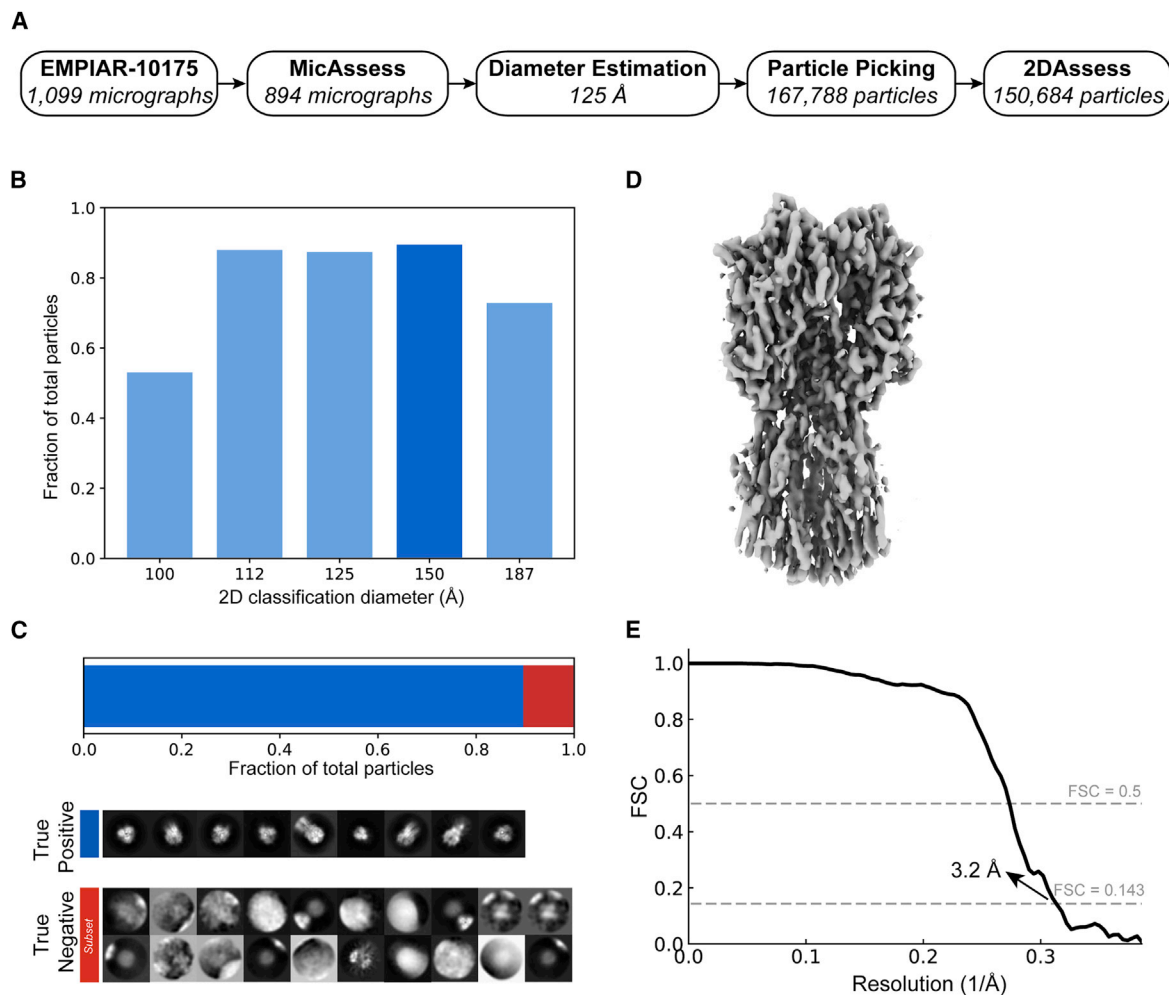 A
EMPIAR-10175
1,099 micrographs
MicAssess
894 micrographs
Diameter Estimation
125 Å
Particle Picking
167,788 particles
2DAssess
150,684 particles
B
1.0
0.8
0.6
0.4
0.2
0.0
Fraction of total particles
100 112 125 150 187
2D classification diameter (Å)
C
0.0 0.2 0.4 0.6 0.8 1.0
Fraction of total particles
True
Positive
True
Negative
Subset
D
E
1.0
0.8
0.6
0.4
0.2
0.0
FSC
FSC = 0.5
3.2 Å
FSC = 0.143
0.0 0.1 0.2 0.3
Resolution (1/Å)